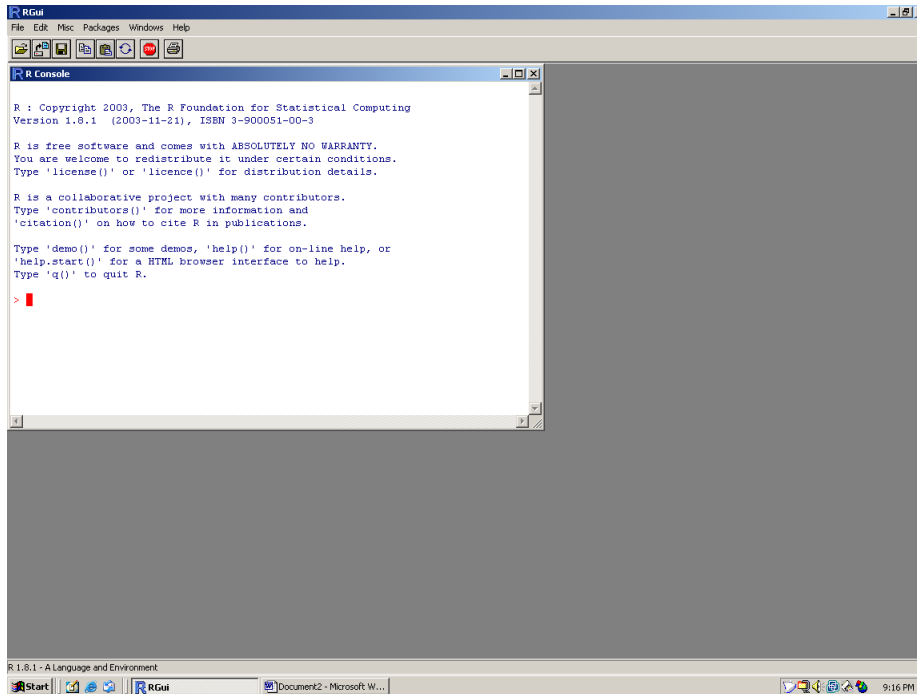 RGui
File Edit Misc Packages Windows Help
STOP
R Console
R : Copyright 2003, The R Foundation for Statistical Computing
Version 1.8.1  (2003-11-21), ISBN 3-900051-00-3
R is free software and comes with ABSOLUTELY NO WARRANTY.
You are welcome to redistribute it under certain conditions.
Type 'license()' or 'licence()' for distribution details.
R is a collaborative project with many contributors.
Type 'contributors()' for more information and
'citation()' on how to cite R in publications.
Type 'demo()' for some demos, 'help()' for on-line help, or
'help.start()' for a HTML browser interface to help.
Type 'q()' to quit R.
>
R 1.8.1 - A Language and Environment
Start RGui Document2 - Microsoft W... 9:16 PM